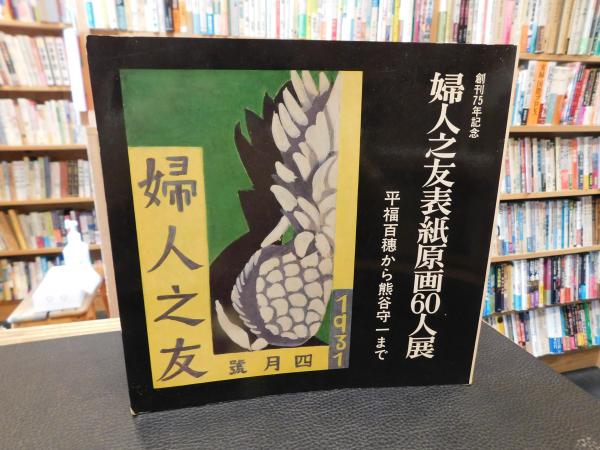 創刊75年記念
婦人之友表紙原画60人展
平福百穂から熊谷守一まで
婦人之友
1931
四月號